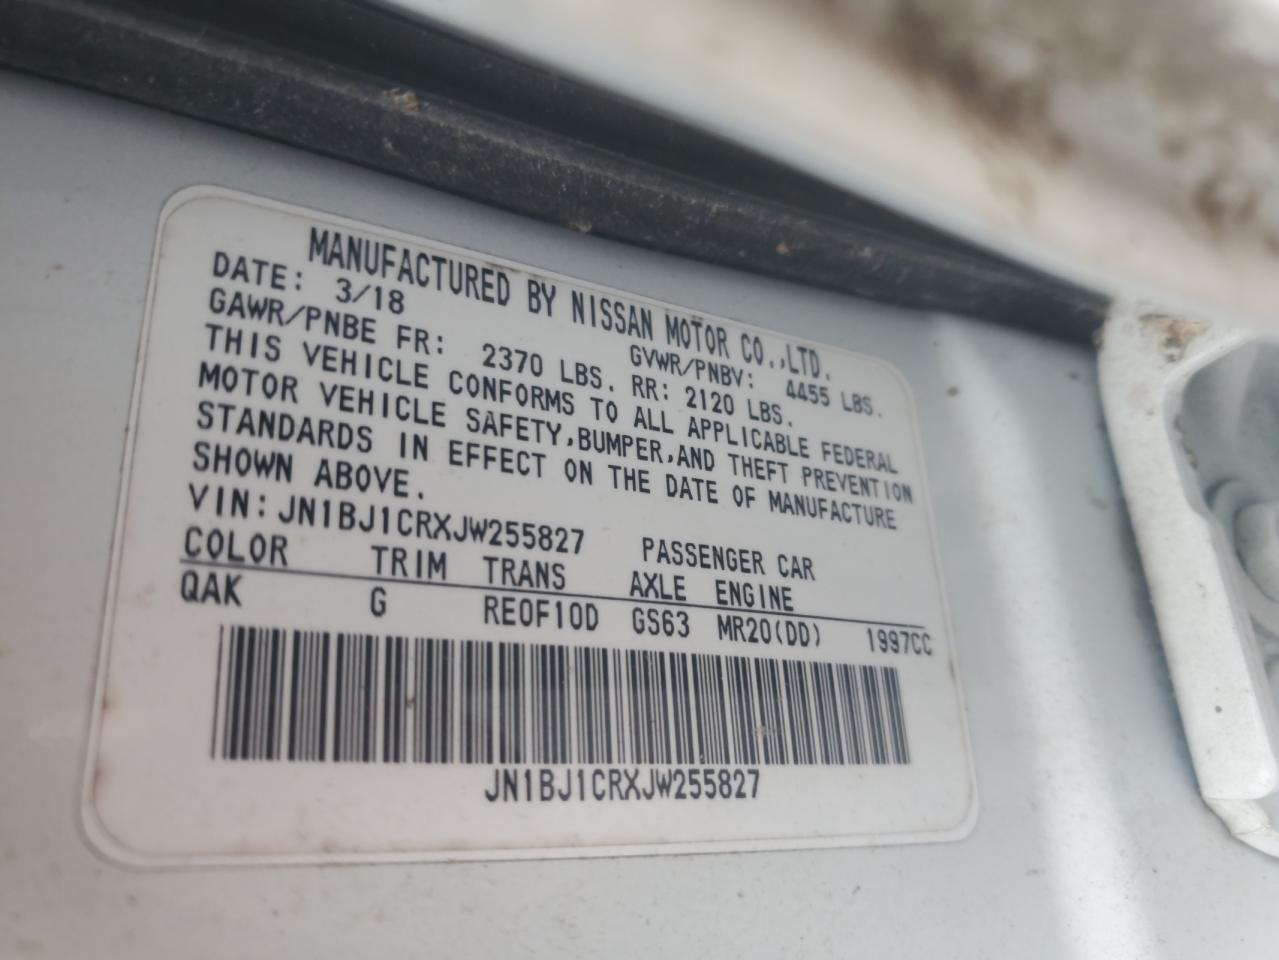 MANUFACTURED BY NISSAN MOTOR CO.,LTD.
DATE: 3/18 GVWR/PNBV: 4455 LBS.
GAWR/PNBE FR: 2370 LBS. RR: 2120 LBS.
THIS VEHICLE CONFORMS TO ALL APPLICABLE FEDERAL
MOTOR VEHICLE SAFETY,BUMPER,AND THEFT PREVENTION
STANDARDS IN EFFECT ON THE DATE OF MANUFACTURE
SHOWN ABOVE.
VIN: JN1BJ1CRXJW255827 PASSENGER CAR
COLOR TRIM TRANS AXLE ENGINE
QAK G RE0F10D GS63 MR20(DD) 1997CC
JN1BJ1CRXJW255827